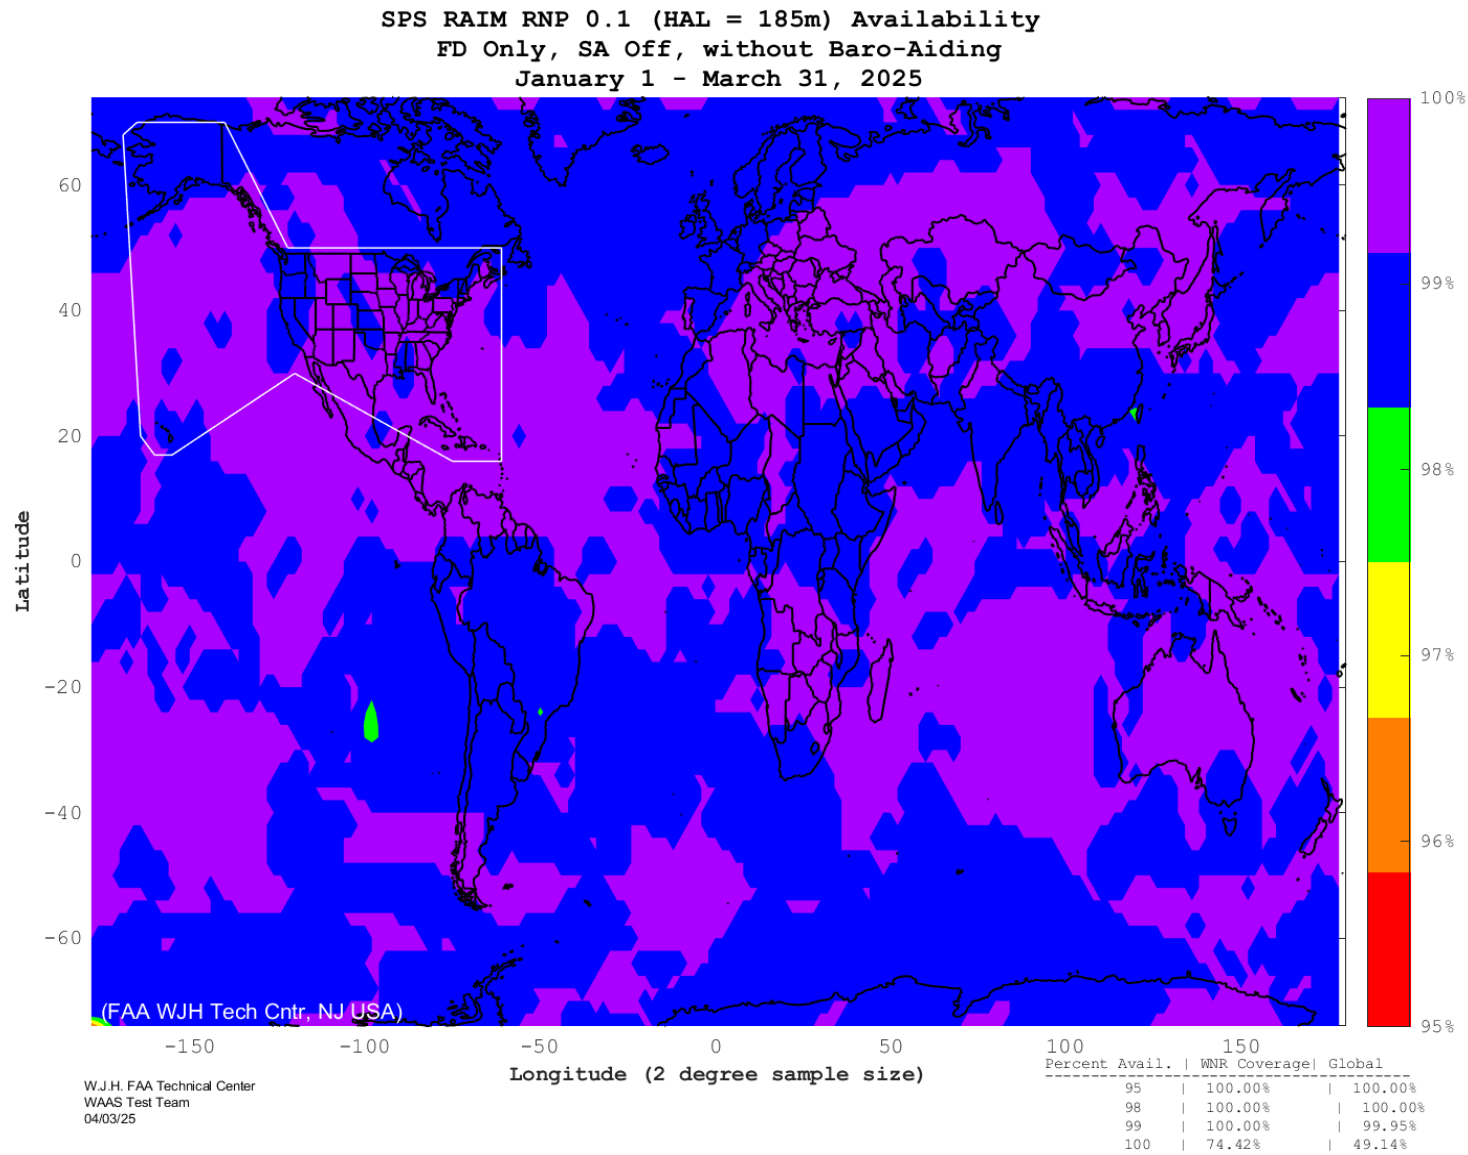 SPS RAIM RNP 0.1 (HAL = 185m) Availability
FD Only, SA Off, without Baro-Aiding
January 1 - March 31, 2025
100%
99%
98%
97%
96%
95%
60
40
20
0
-20
-40
-60
Latitude
(FAA WJH Tech Cntr, NJ USA)
-150 -100 -50 0 50 100 150
Longitude (2 degree sample size)
W.J.H. FAA Technical Center
WAAS Test Team
04/03/25
Percent Avail. | WNR Coverage| Global
95 | 100.00% | 100.00%
98 | 100.00% | 100.00%
99 | 100.00% | 99.95%
100 | 74.42% | 49.14%